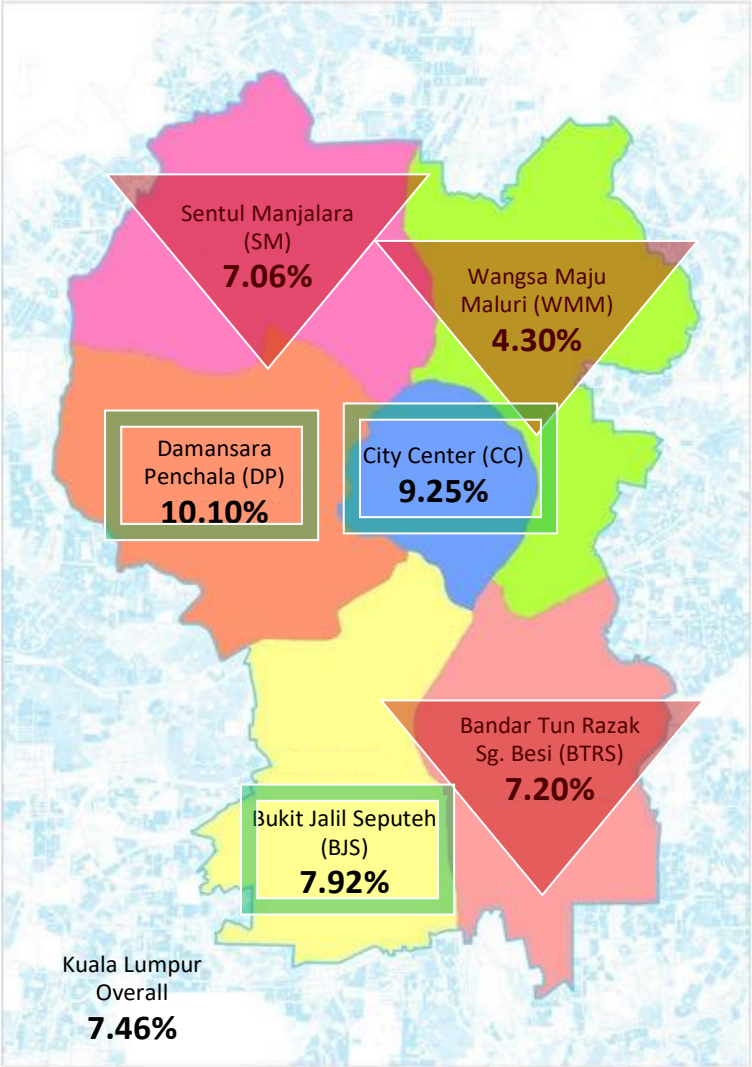 Sentul Manjalara
(SM)
7.06%
Wangsa Maju
Maluri (WMM)
4.30%
Damansara
Penchala (DP)
10.10%
City Center (CC)
9.25%
Bandar Tun Razak
Sg. Besi (BTRS)
7.20%
Bukit Jalil Seputeh
(BJS)
7.92%
Kuala Lumpur
Overall
7.46%